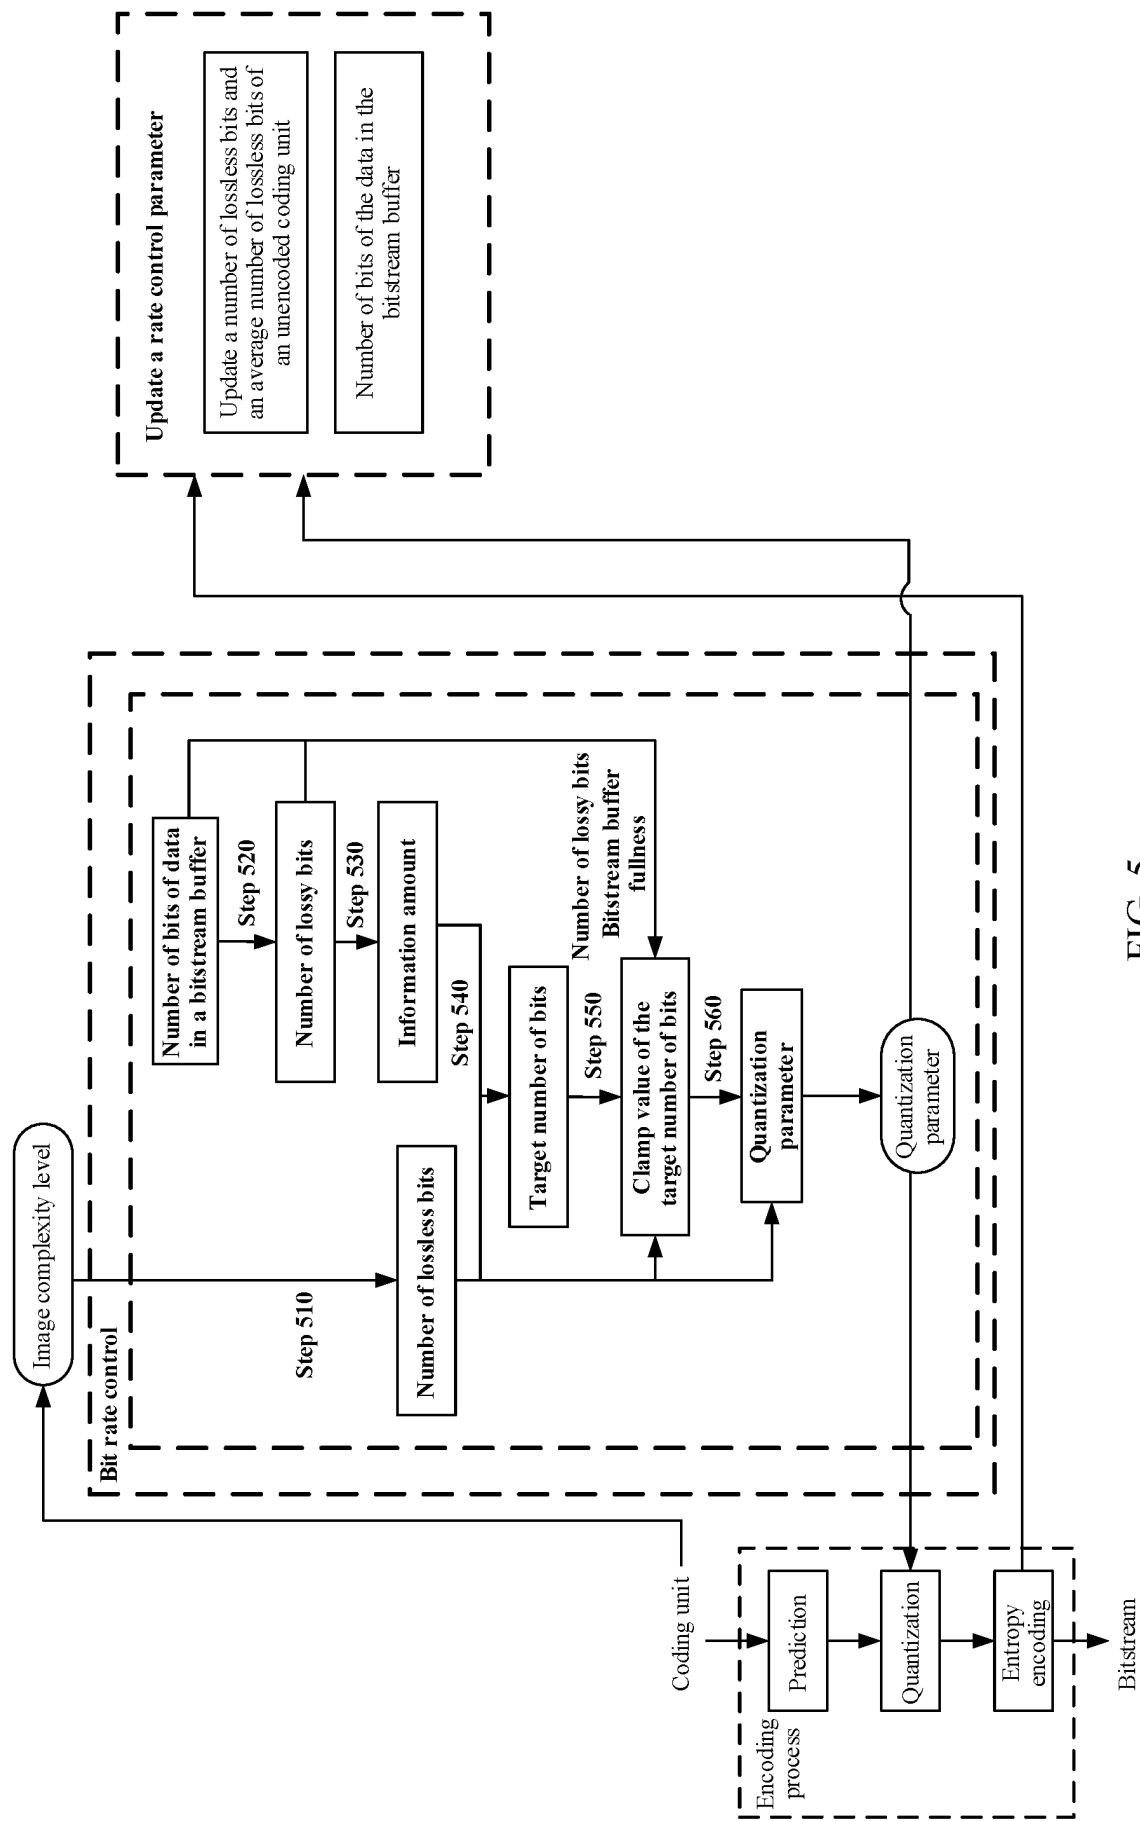 Coding unit
Encoding
process
Prediction
Quantization
Entropy
encoding
Bitstream
Image complexity level
Bit rate control
Step 510
Number of lossless bits
Number of bits of data
in a bitstream buffer
Step 520
Number of lossy bits
Step 530
Information amount
Step 540
Target number of bits
Step 550
Number of lossy bits
Bitstream buffer
fullness
Clamp value of the
target number of bits
Step 560
Quantization
parameter
Quantization
parameter
Update a rate control parameter
Update a number of lossless bits and
an average number of lossless bits of
an unencoded coding unit
Number of bits of the data in the
bitstream buffer
FIG. 5